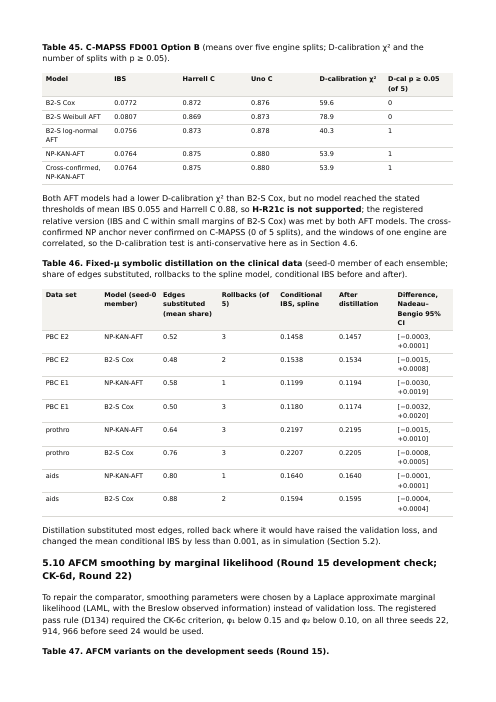 Table 45. C-MAPSS FD001 Option B (means over five engine splits; D-calibration χ² and the
number of splits with p ≥ 0.05).
Model IBS Harrell C Uno C D-calibration χ² D-cal p ≥ 0.05
(of 5)
B2-S Cox 0.0772 0.872 0.876 59.6 0
B2-S Weibull AFT 0.0807 0.869 0.873 78.9 0
B2-S log-normal
AFT 0.0756 0.873 0.878 40.3 1
NP-KAN-AFT 0.0764 0.875 0.880 53.9 1
Cross-confirmed,
NP-KAN-AFT 0.0764 0.875 0.880 53.9 1
Both AFT models had a lower D-calibration χ² than B2-S Cox, but no model reached the stated
thresholds of mean IBS 0.055 and Harrell C 0.88, so H-R21c is not supported; the registered
relative version (IBS and C within small margins of B2-S Cox) was met by both AFT models. The cross-
confirmed NP anchor never confirmed on C-MAPSS (0 of 5 splits), and the windows of one engine are
correlated, so the D-calibration test is anti-conservative here as in Section 4.6.
Table 46. Fixed-μ symbolic distillation on the clinical data (seed-0 member of each ensemble;
share of edges substituted, rollbacks to the spline model, conditional IBS before and after).
Data set Model (seed-0
member) Edges
substituted
(mean share) Rollbacks (of
5) Conditional
IBS, spline After
distillation Difference,
Nadeau–
Bengio 95%
CI
PBC E2 NP-KAN-AFT 0.52 3 0.1458 0.1457 [−0.0003,
+0.0001]
PBC E2 B2-S Cox 0.48 2 0.1538 0.1534 [−0.0015,
+0.0008]
PBC E1 NP-KAN-AFT 0.58 1 0.1199 0.1194 [−0.0030,
+0.0019]
PBC E1 B2-S Cox 0.50 3 0.1180 0.1174 [−0.0032,
+0.0020]
prothro NP-KAN-AFT 0.64 3 0.2197 0.2195 [−0.0015,
+0.0010]
prothro B2-S Cox 0.76 3 0.2207 0.2205 [−0.0008,
+0.0005]
aids NP-KAN-AFT 0.80 1 0.1640 0.1640 [−0.0001,
+0.0001]
aids B2-S Cox 0.88 2 0.1594 0.1595 [−0.0004,
+0.0004]
Distillation substituted most edges, rolled back where it would have raised the validation loss, and
changed the mean conditional IBS by less than 0.001, as in simulation (Section 5.2).
5.10 AFCM smoothing by marginal likelihood (Round 15 development check;
CK-6d, Round 22)
To repair the comparator, smoothing parameters were chosen by a Laplace approximate marginal
likelihood (LAML, with the Breslow observed information) instead of validation loss. The registered
pass rule (D134) required the CK-6c criterion, φ₁ below 0.15 and φ₂ below 0.10, on all three seeds 22,
914, 966 before seed 24 would be used.
Table 47. AFCM variants on the development seeds (Round 15).